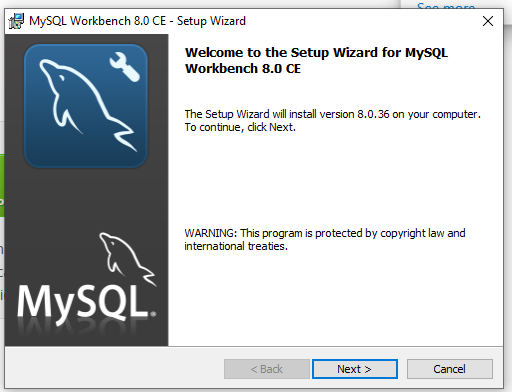 See more
MySQL Workbench 8.0 CE - Setup Wizard
Welcome to the Setup Wizard for MySQL
Workbench 8.0 CE
The Setup Wizard will install version 8.0.36 on your computer.
To continue, click Next.
WARNING: This program is protected by copyright law and
international treaties.
MySQL®
< Back
Next >
Cancel